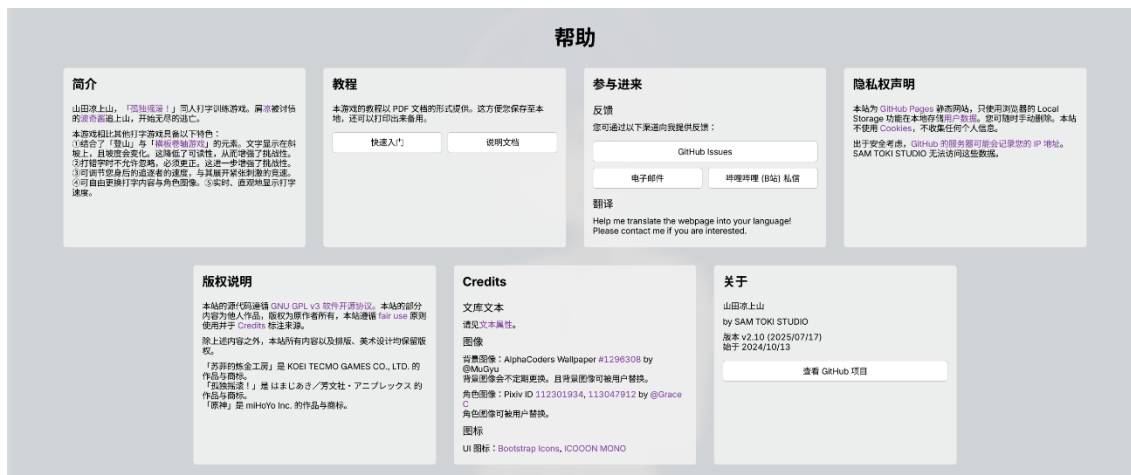 帮助
简介
山田凉上山，「孤独摇滚！」同人打字训练游戏。屑凉被讨债
的波奇酱追上山，开始无尽的逃亡。
本游戏相比其他打字游戏具备以下特色：
①结合了「登山」与「横板卷轴游戏」的元素。文字显示在斜
坡上，且坡度会变化。这降低了可读性，从而增强了挑战性。
②打错字时不允许忽略，必须更正。这进一步增强了挑战性。
③可调节您身后的追逐者的速度，与其展开紧张刺激的竞速。
④可自由更换打字内容与角色图像。⑤实时、直观地显示打字
速度。
教程
本游戏的教程以 PDF 文档的形式提供。这方便您保存至本
地，还可以打印出来备用。
快速入门
说明文档
参与进来
反馈
您可通过以下渠道向我提供反馈：
GitHub Issues
电子邮件
哔哩哔哩 (B站) 私信
翻译
Help me translate the webpage into your language!
Please contact me if you are interested.
隐私权声明
本站为 GitHub Pages 静态网站，只使用浏览器的 Local
Storage 功能在本地存储用户数据。您可随时手动删除。本站
不使用 Cookies，不收集任何个人信息。
出于安全考虑，GitHub 的服务器可能会记录您的 IP 地址。
SAM TOKI STUDIO 无法访问这些数据。
版权说明
本站的源代码遵循 GNU GPL v3 软件开源协议。本站的部分
内容为他人作品，版权为原作者所有，本站遵循 fair use 原则
使用并于 Credits 标注来源。
除上述内容之外，本站所有内容以及排版、美术设计均保留版
权。
「苏菲的炼金工房」是 KOEI TECMO GAMES CO., LTD. 的
作品与商标。
「孤独摇滚！」是 はまじあき／芳文社・アニプレックス 的
作品与商标。
「原神」是 miHoYo Inc. 的作品与商标。
Credits
文库文本
请见文本属性。
图像
背景图像：AlphaCoders Wallpaper #1296308 by
@MuGyu
背景图像会不定期更换。且背景图像可被用户替换。
角色图像：Pixiv ID 112301934, 113047912 by @Grace
C
角色图像可被用户替换。
图标
UI 图标：Bootstrap Icons, ICOOON MONO
关于
山田凉上山
by SAM TOKI STUDIO
版本 v2.10 (2025/07/17)
始于 2024/10/13
查看 GitHub 项目